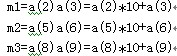 m1=a(2)a(3)=a(2)*10+a(3)
m2=a(5)a(6)=a(5)*10+a(6)
m3=a(8)a(9)=a(8)*10+a(9)